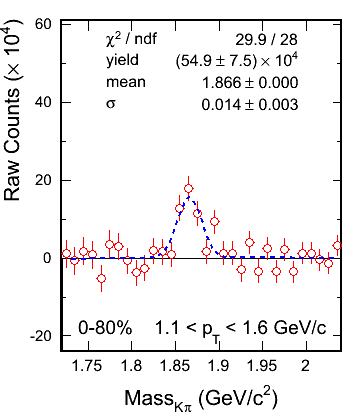 60
40
20
0
-20
Raw Counts (× 10⁴)
χ² / ndf 29.9 / 28
yield (54.9 ± 7.5) × 10⁴
mean 1.866 ± 0.000
σ 0.014 ± 0.003
0-80% 1.1 < p_T < 1.6 GeV/c
1.75 1.8 1.85 1.9 1.95 2
Mass_Kπ (GeV/c²)